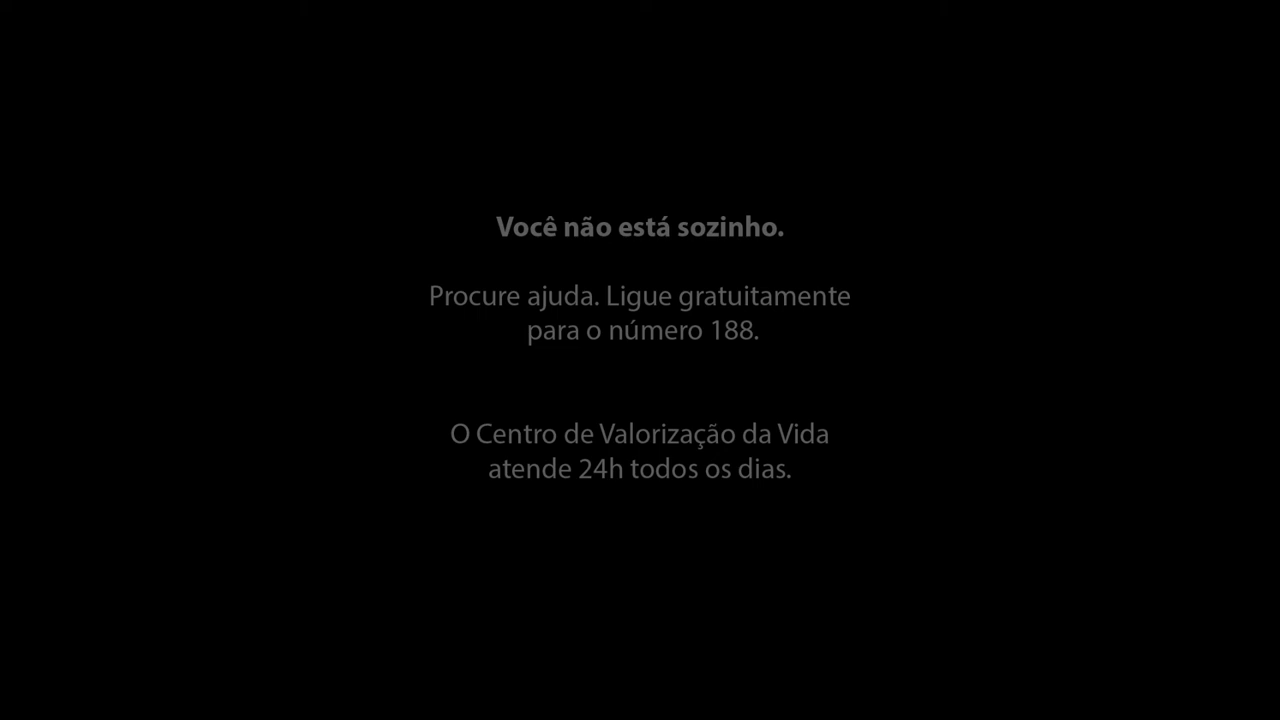 Você não está sozinho.
Procure ajuda. Ligue gratuitamente
para o número 188.
O Centro de Valorização da Vida
atende 24h todos os dias.